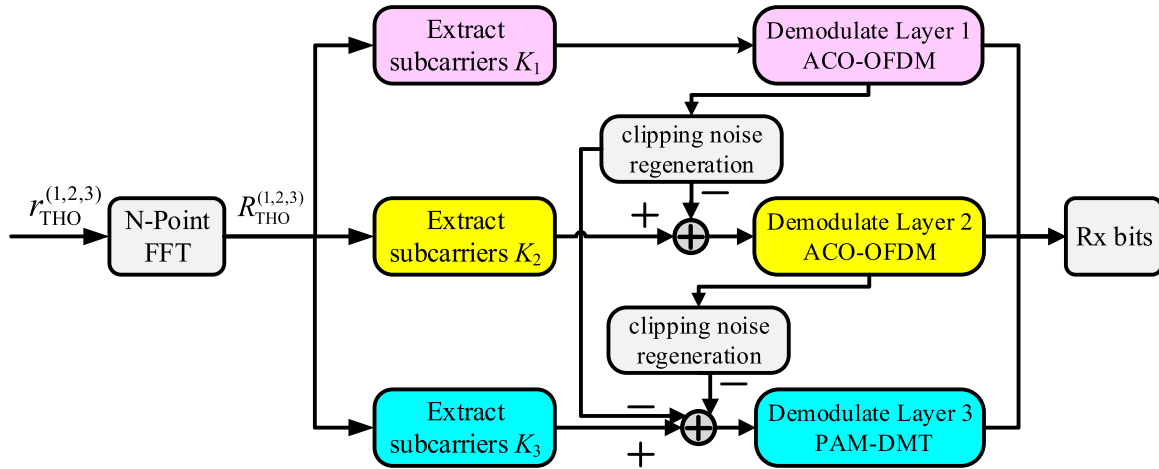 Extract
subcarriers K₁
Demodulate Layer 1
ACO-OFDM
clipping noise
regeneration
−
r_THO^(1,2,3)
N-Point
FFT
R_THO^(1,2,3)
Extract
subcarriers K₂
+
+
Demodulate Layer 2
ACO-OFDM
Rx bits
clipping noise
regeneration
−
Extract
subcarriers K₃
−
+
+
Demodulate Layer 3
PAM-DMT